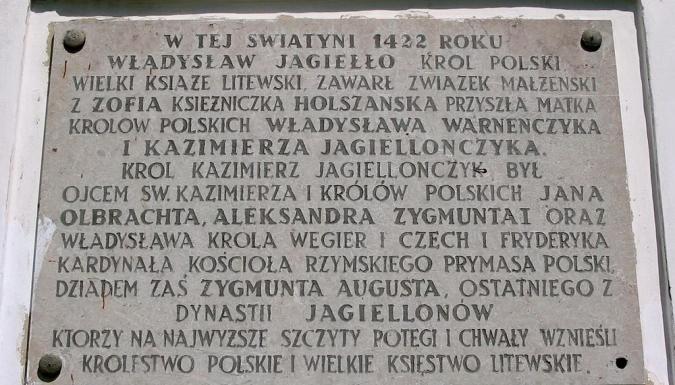 W TEJ SWIATYNI 1422 ROKU
WŁADYSŁAW JAGIEŁŁO KROL POLSKI,
WIELKI KSIAZE LITEWSKI, ZAWARŁ ZWIAZEK MAŁZENSKI
Z ZOFIA KSIEZNICZKA HOLSZANSKA PRZYSZŁA MATKA
KROLOW POLSKICH WŁADYSŁAWA WARNENCZYKA
I KAZIMIERZA JAGIELLONCZYKA.
KROL KAZIMIERZ JAGIELLONCZYK BYŁ
OJCEM SW. KAZIMIERZA I KRÓLÓW POLSKICH JANA
OLBRACHTA, ALEKSANDRA ZYGMUNTA I ORAZ
WŁADYSŁAWA KROLA WEGIER I CZECH I FRYDERYKA
KARDYNAŁA KOSCIOŁA RZYMSKIEGO PRYMASA POLSKI,
DZIADEM ZAS ZYGMUNTA AUGUSTA, OSTATNIEGO Z
DYNASTII JAGIELLONÓW
KTORZY NA NAJWYZSZE SZCZYTY POTEGI I CHWAŁY WZNIEŚLI
KROLESTWO POLSKIE I WIELKIE KSIĘSTWO LITEWSKIE.